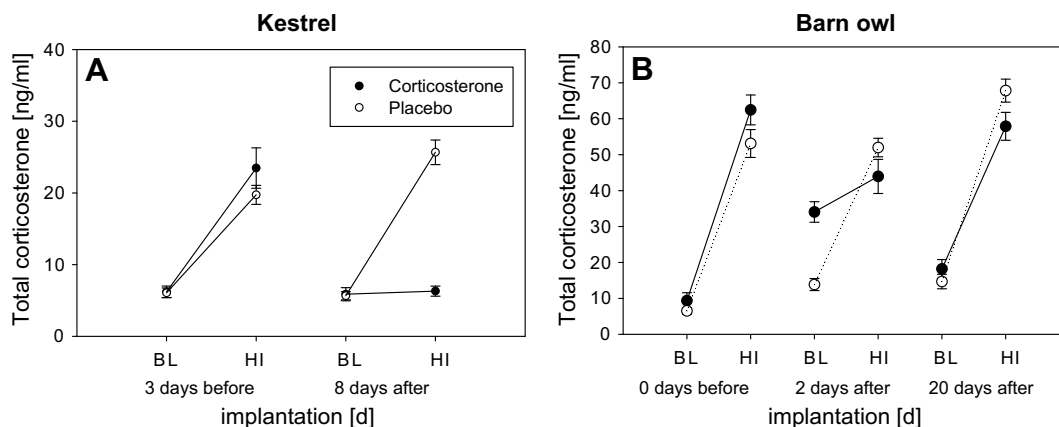 Kestrel
A
Total corticosterone [ng/ml]
40
30
20
10
0
Corticosterone
Placebo
BL HI BL HI
3 days before 8 days after
implantation [d]
Barn owl
B
Total corticosterone [ng/ml]
80
70
60
50
40
30
20
10
0
BL HI BL HI BL HI
0 days before 2 days after 20 days after
implantation [d]